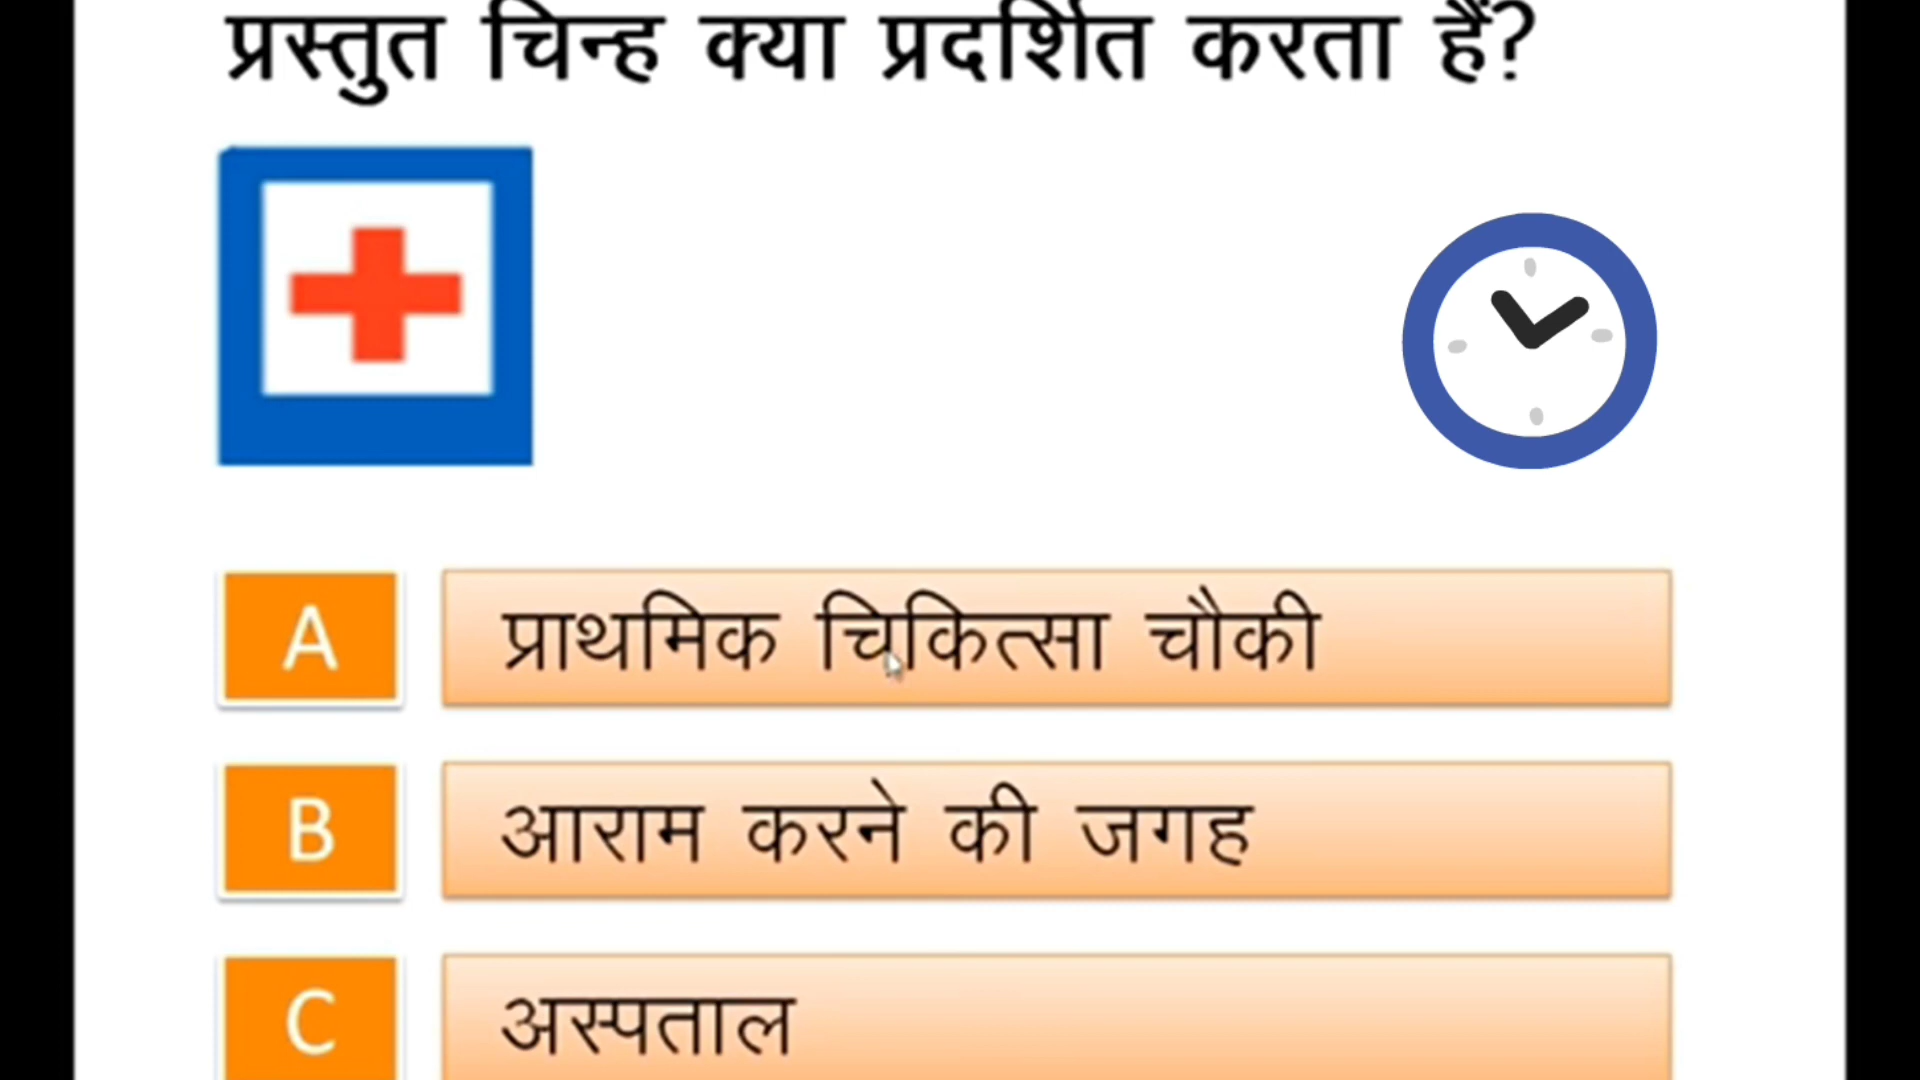 प्रस्तुत चिन्ह क्या प्रदर्शित करता हैं?
A प्राथमिक चिकित्सा चौकी
B आराम करने की जगह
C अस्पताल